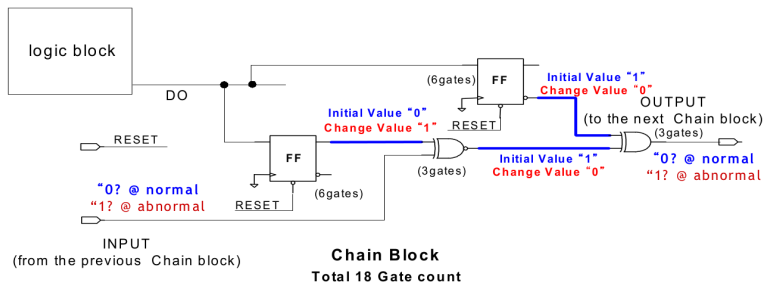 logic block
DO
RESET
"0? @ normal
"1? @ abnormal
INPUT
(from the previous Chain block)
FF
(6gates)
RESET
Initial Value "0"
Change Value "1"
(3gates)
(6gates)
FF
RESET
Initial Value "1"
Change Value "0"
Initial Value "1"
Change Value "0"
OUTPUT
(to the next Chain block)
(3gates)
"0? @ normal
"1? @ abnormal
Chain Block
Total 18 Gate count